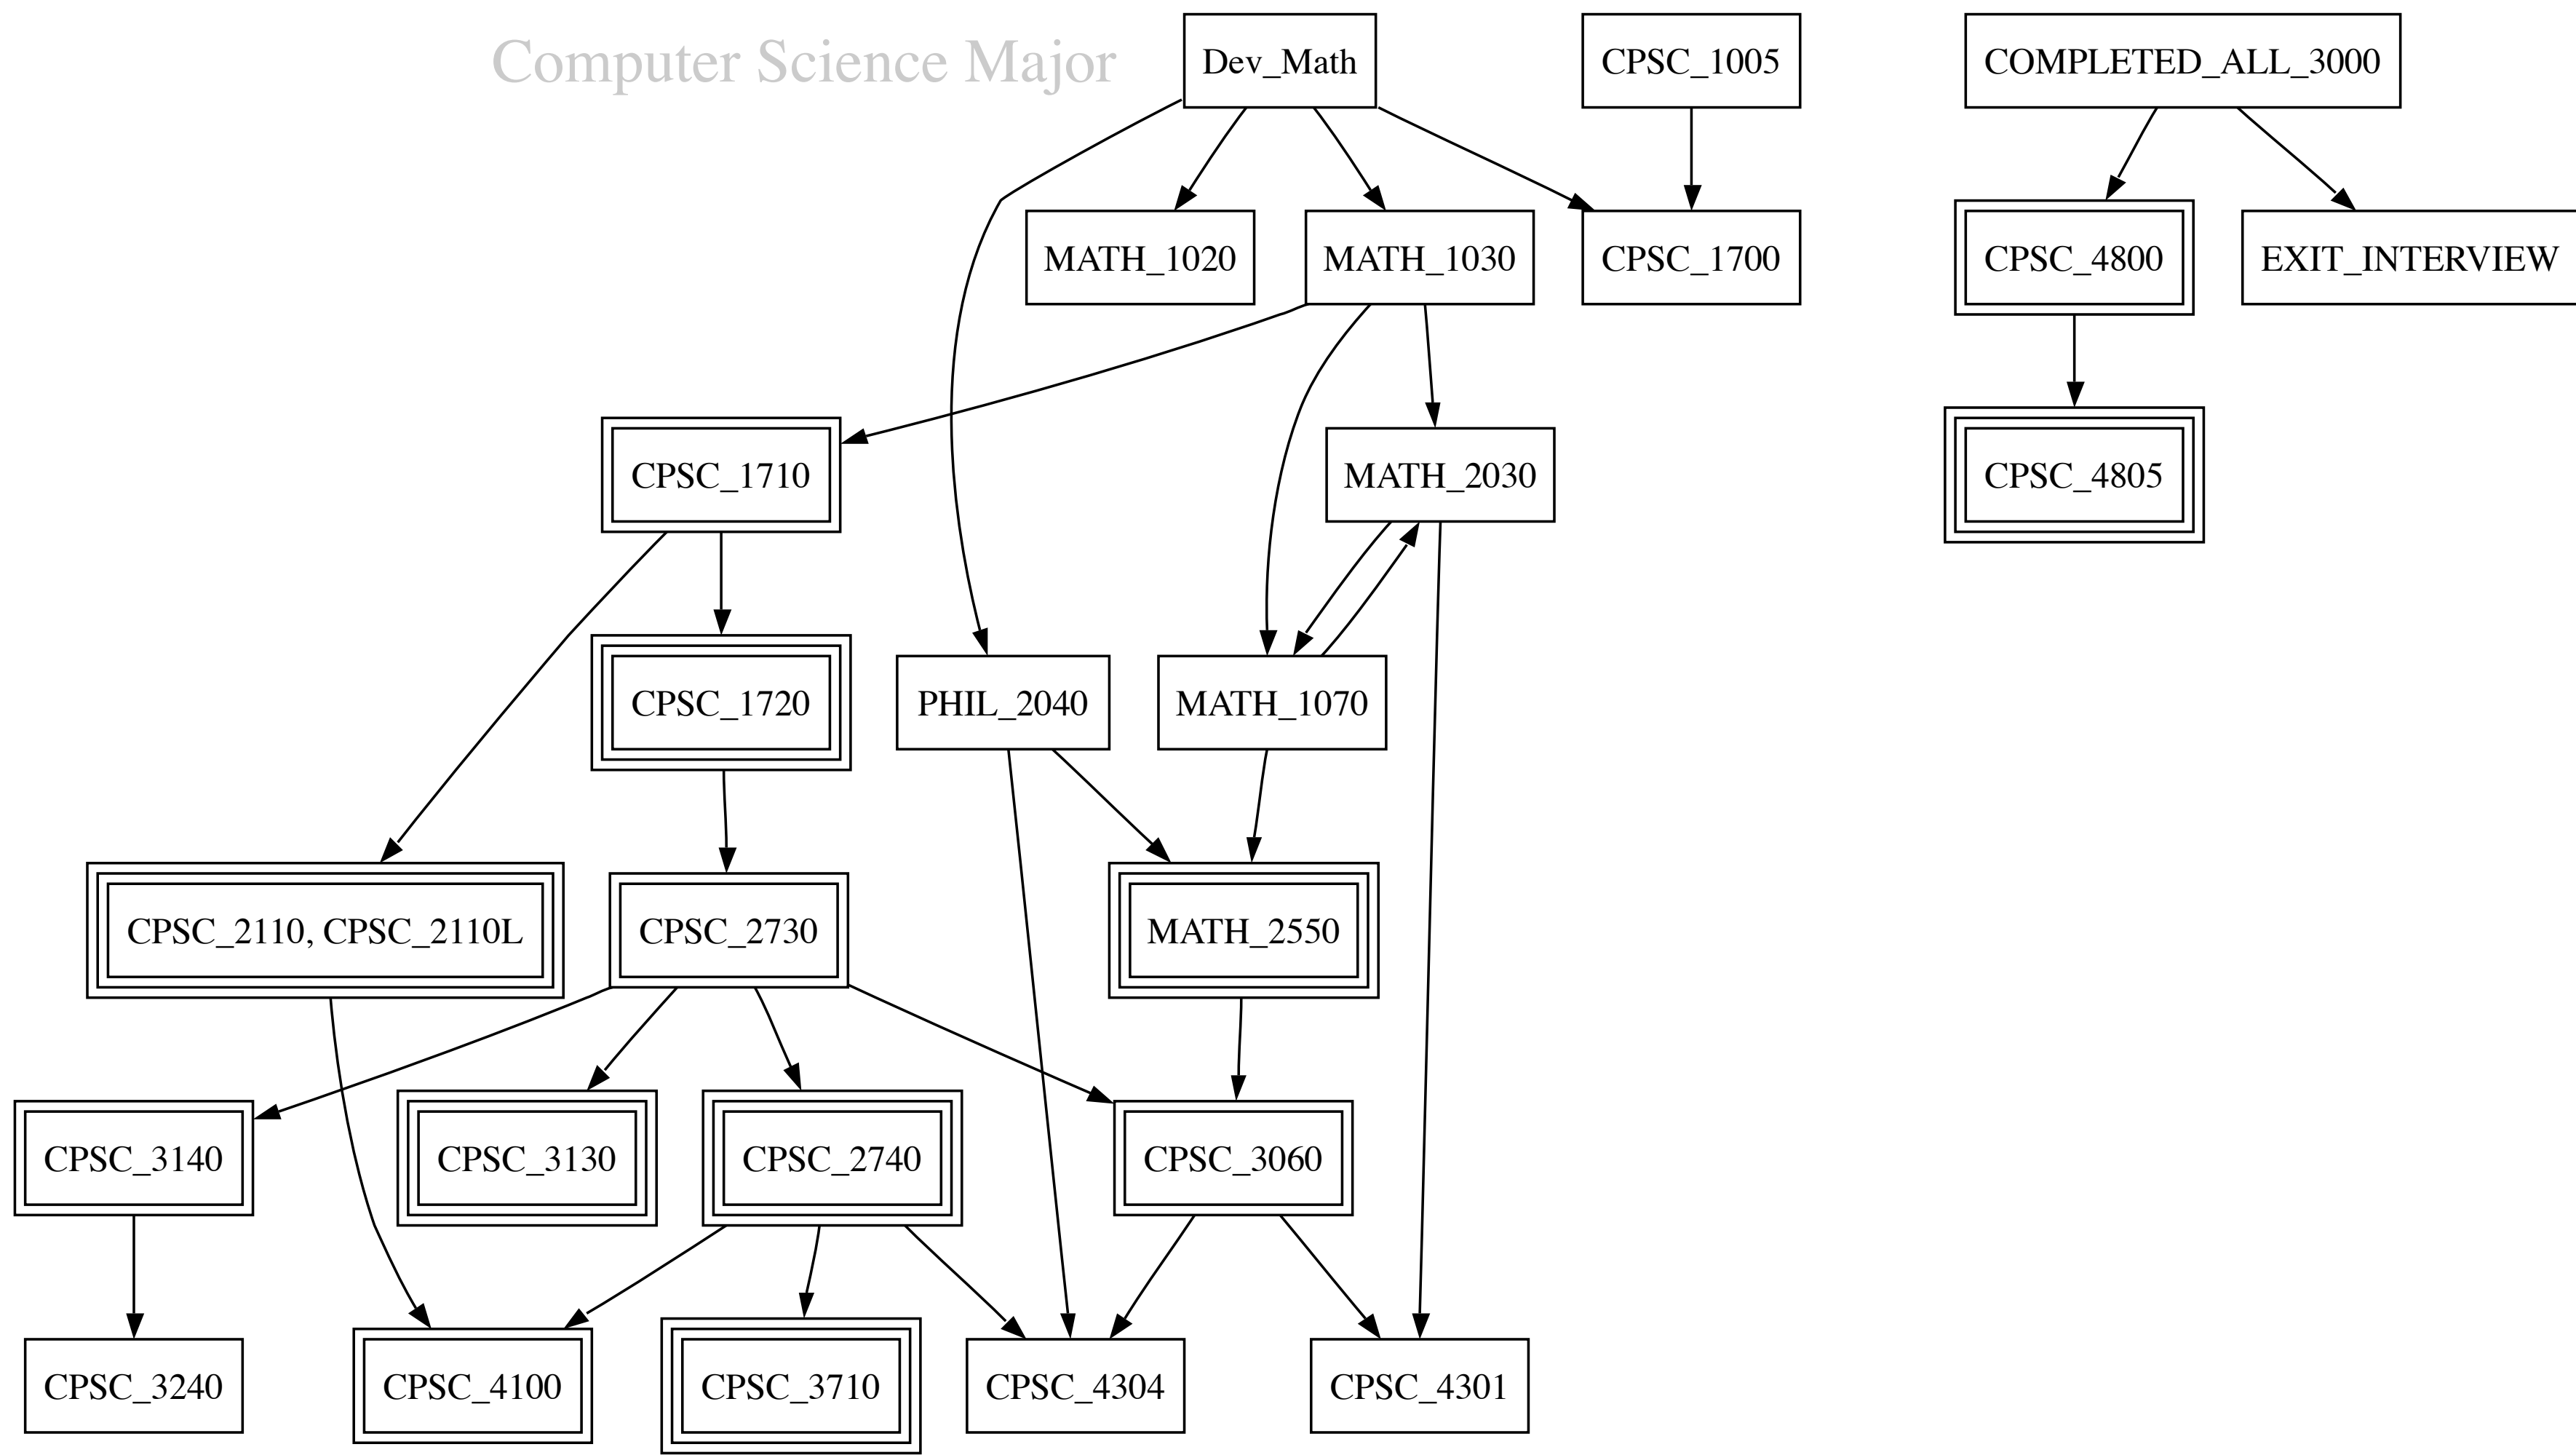 Computer Science Major
Dev_Math
CPSC_1005
COMPLETED_ALL_3000
MATH_1020
MATH_1030
CPSC_1700
CPSC_4800
EXIT_INTERVIEW
CPSC_1710
MATH_2030
CPSC_4805
CPSC_1720
PHIL_2040
MATH_1070
CPSC_2110, CPSC_2110L
CPSC_2730
MATH_2550
CPSC_3140
CPSC_3130
CPSC_2740
CPSC_3060
CPSC_3240
CPSC_4100
CPSC_3710
CPSC_4304
CPSC_4301